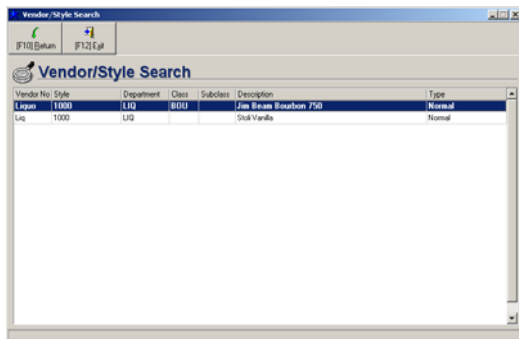 Vendor/Style Search
[F10] Return [F12] Exit
Vendor/Style Search
Vendor No Style Department Class Subclass Description Type
Liquo 1000 LIQ BOU Jim Beam Bourbon 750 Normal
Liq 1000 LIQ Stoli Vanilla Normal